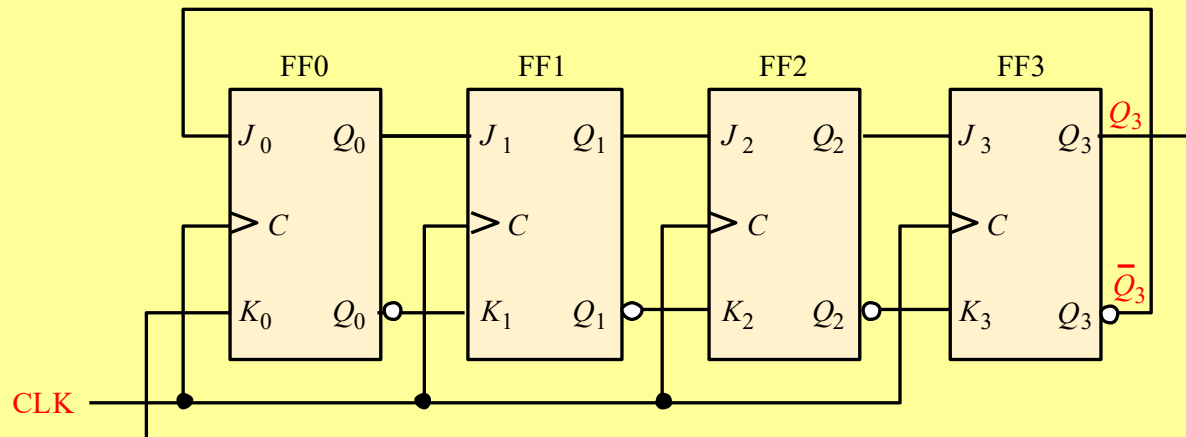 FF0 FF1 FF2 FF3
J0 Q0 J1 Q1 J2 Q2 J3 Q3 Q3
C C C C
K0 Q0 K1 Q1 K2 Q2 K3 Q3 Q̅3
CLK